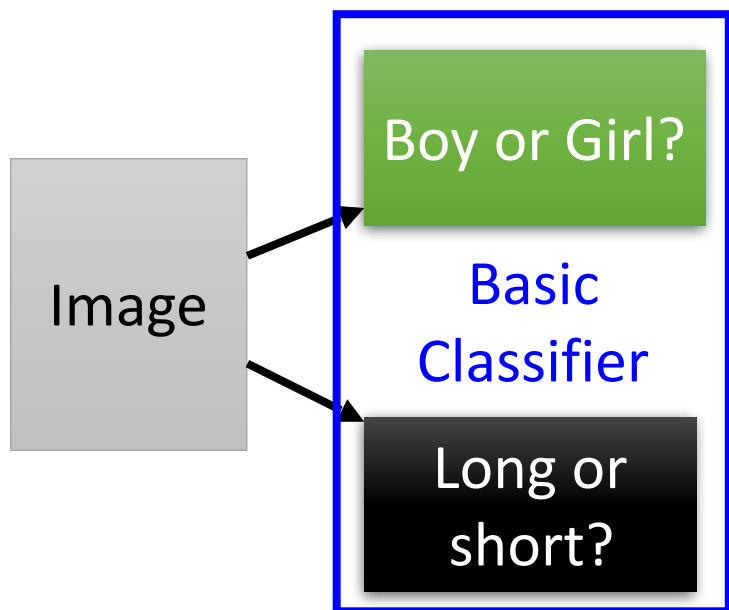 Image
Boy or Girl?
Basic
Classifier
Long or
short?